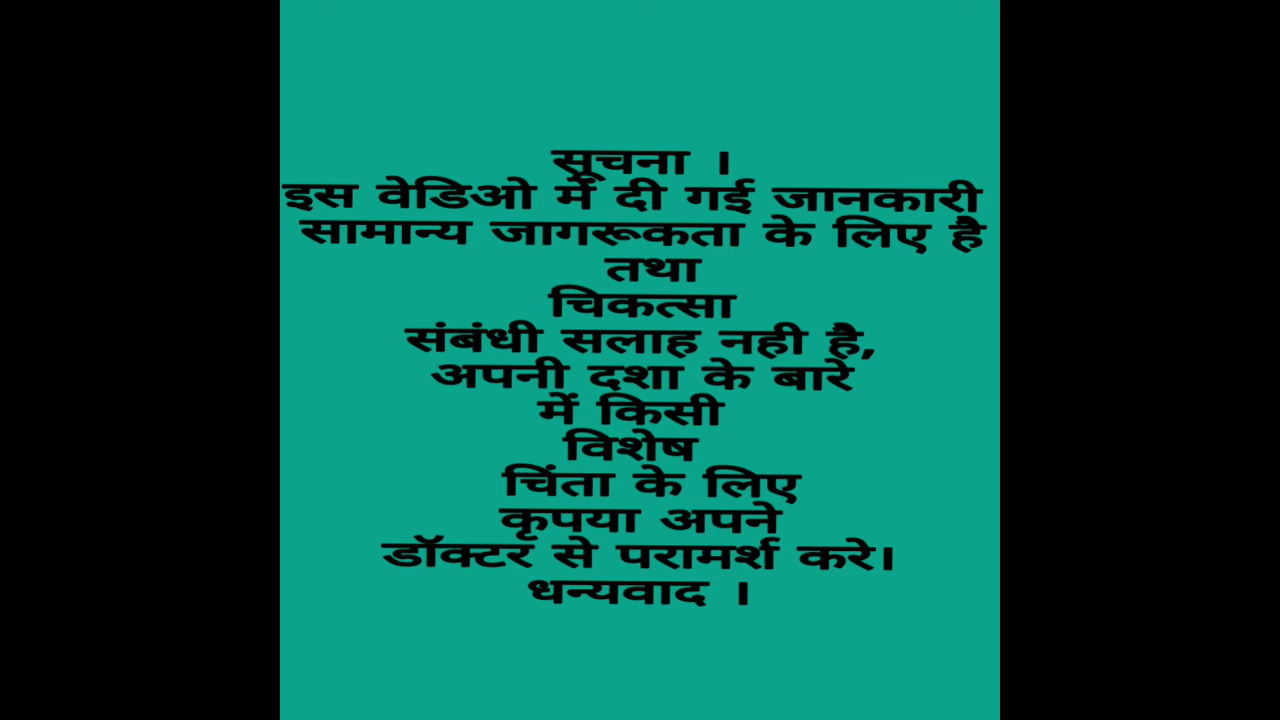 सूचना ।
इस वेडिओ में दी गई जानकारी
सामान्य जागरूकता के लिए है
तथा
चिकत्सा
संबंधी सलाह नही है,
अपनी दशा के बारे
में किसी
विशेष
चिंता के लिए
कृपया अपने
डॉक्टर से परामर्श करे।
धन्यवाद ।